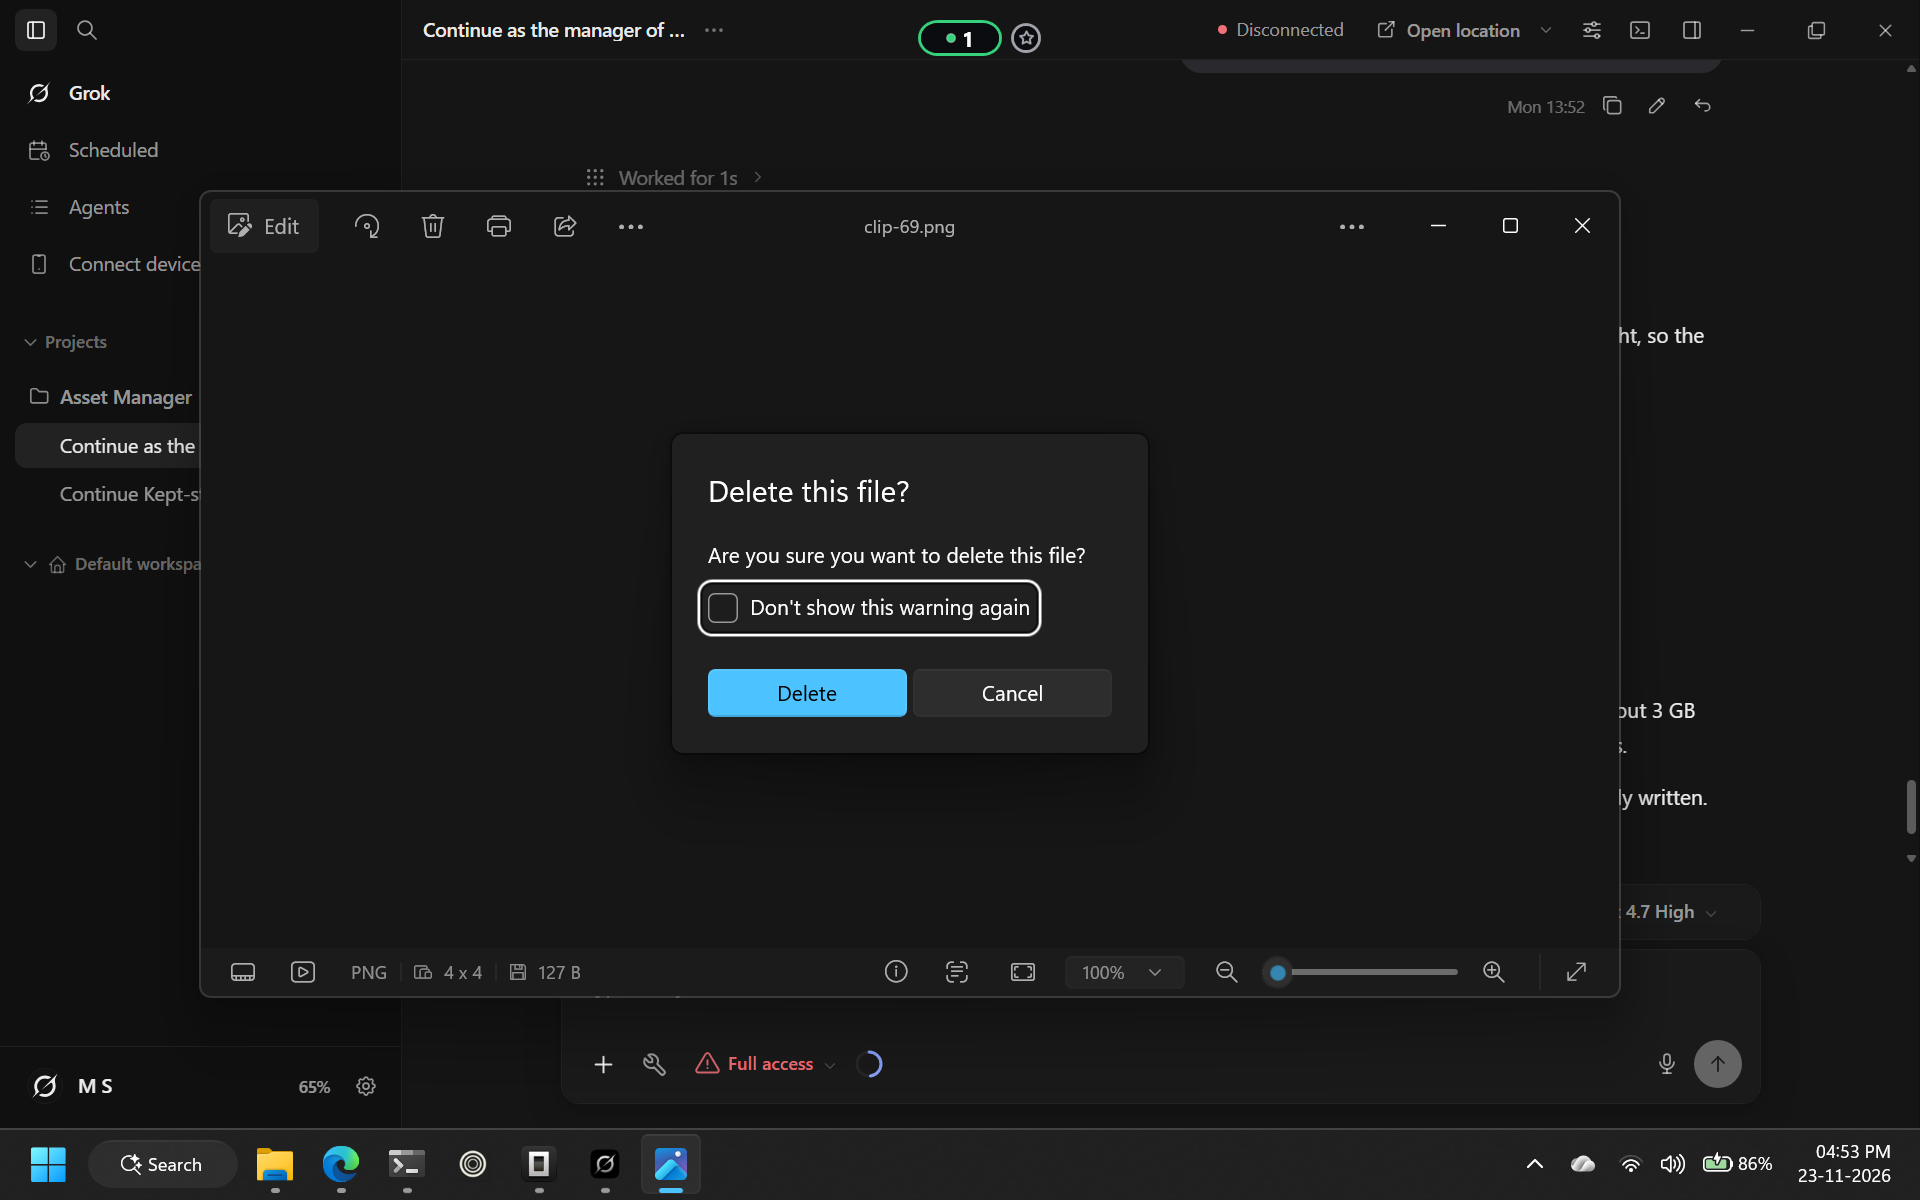 Continue as the manager of ...
1
Disconnected
Open location
Grok
Mon 13:52
Scheduled
Worked for 1s
Agents
Edit
clip-69.png
Connect device
Projects
ht, so the
Asset Manager
Continue as the
Continue Kept-s
Default workspa
Delete this file?
Are you sure you want to delete this file?
Don't show this warning again
Delete
Cancel
out 3 GB
s.
ly written.
4.7 High
PNG
4 x 4
127 B
100%
Full access
M S
65%
Search
86%
04:53 PM
23-11-2026